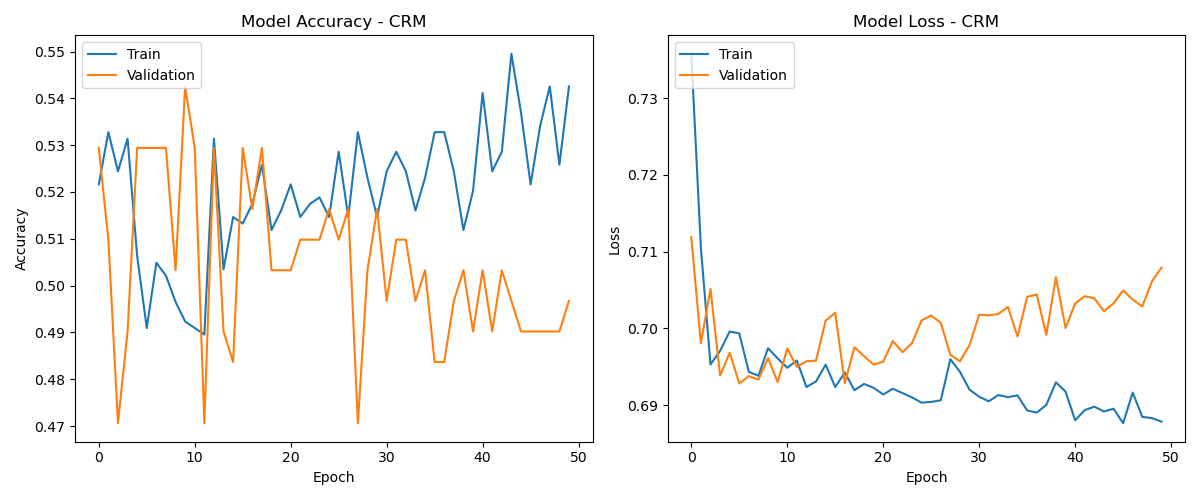 Model Accuracy - CRM
Train
Validation
0.55
0.54
0.53
0.52
0.51
0.50
0.49
0.48
0.47
Accuracy
0
10
20
30
40
50
Epoch
Model Loss - CRM
Train
Validation
0.73
0.72
0.71
0.70
0.69
Loss
0
10
20
30
40
50
Epoch